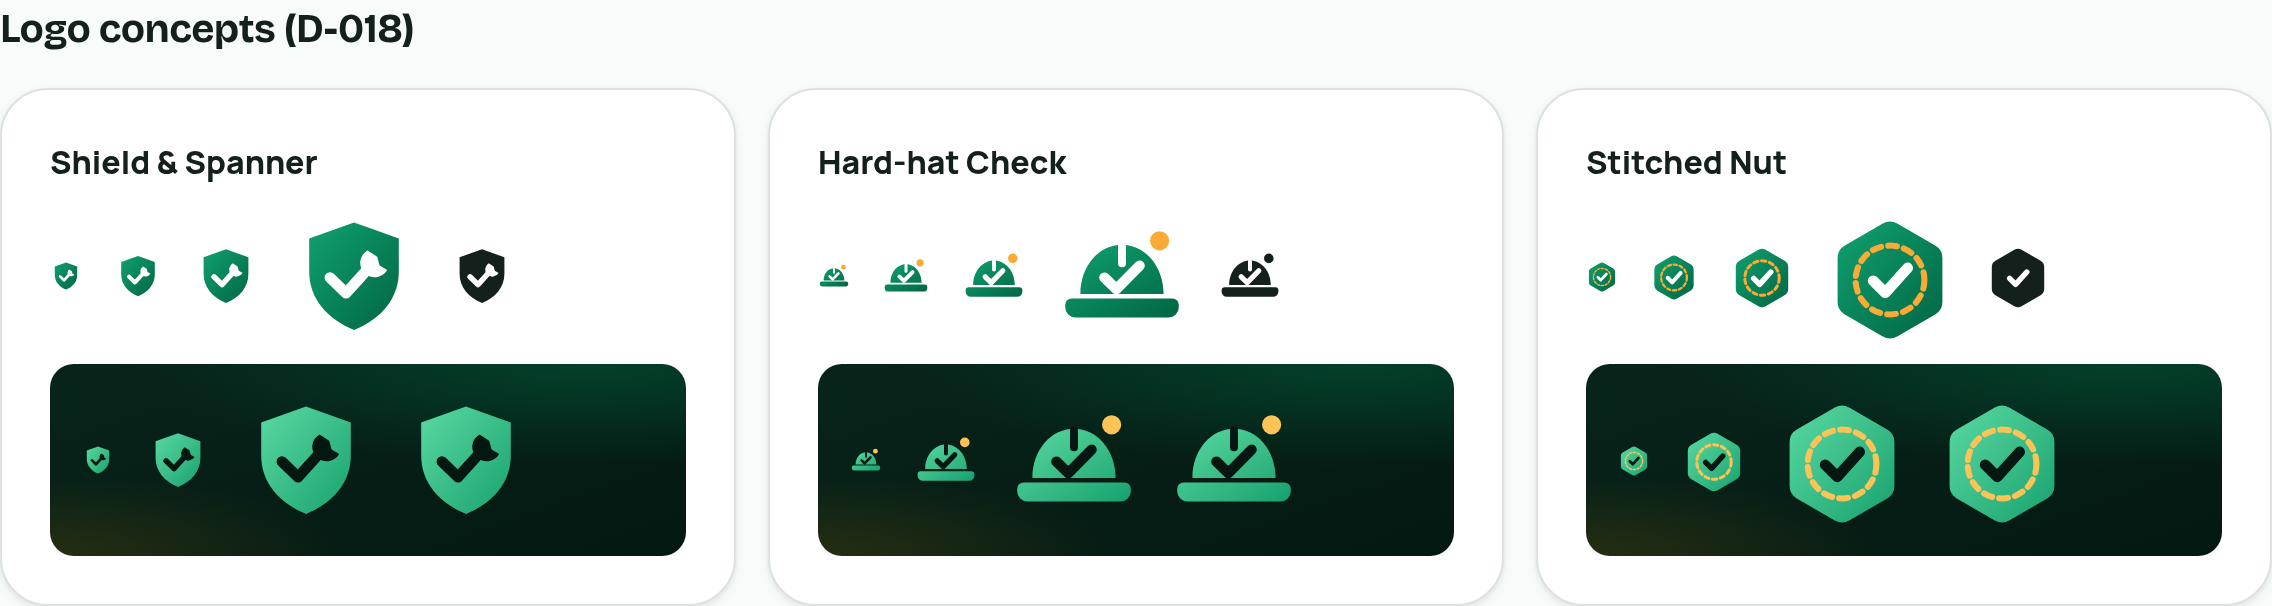 Logo concepts (D-018)
Shield & Spanner
Hard-hat Check
Stitched Nut